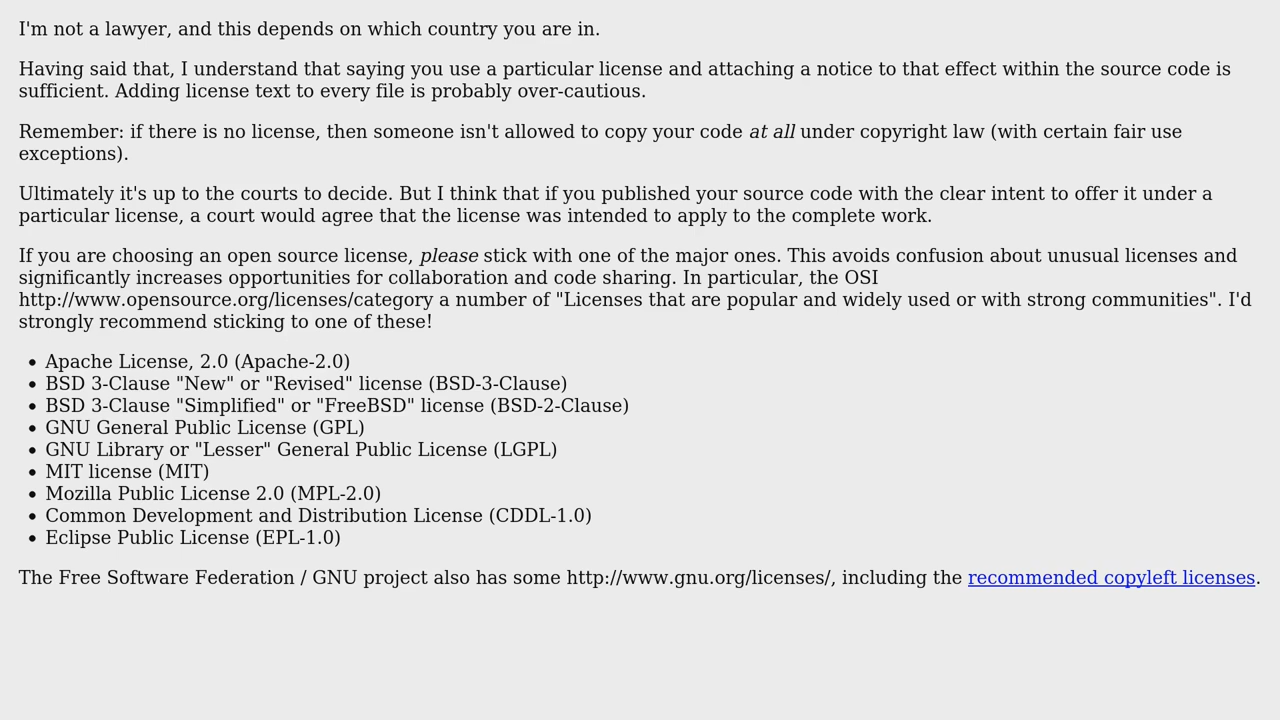 I'm not a lawyer, and this depends on which country you are in.
Having said that, I understand that saying you use a particular license and attaching a notice to that effect within the source code is
sufficient. Adding license text to every file is probably over-cautious.
Remember: if there is no license, then someone isn't allowed to copy your code at all under copyright law (with certain fair use
exceptions).
Ultimately it's up to the courts to decide. But I think that if you published your source code with the clear intent to offer it under a
particular license, a court would agree that the license was intended to apply to the complete work.
If you are choosing an open source license, please stick with one of the major ones. This avoids confusion about unusual licenses and
significantly increases opportunities for collaboration and code sharing. In particular, the OSI
http://www.opensource.org/licenses/category a number of "Licenses that are popular and widely used or with strong communities". I'd
strongly recommend sticking to one of these!
• Apache License, 2.0 (Apache-2.0)
• BSD 3-Clause "New" or "Revised" license (BSD-3-Clause)
• BSD 3-Clause "Simplified" or "FreeBSD" license (BSD-2-Clause)
• GNU General Public License (GPL)
• GNU Library or "Lesser" General Public License (LGPL)
• MIT license (MIT)
• Mozilla Public License 2.0 (MPL-2.0)
• Common Development and Distribution License (CDDL-1.0)
• Eclipse Public License (EPL-1.0)
The Free Software Federation / GNU project also has some http://www.gnu.org/licenses/, including the recommended copyleft licenses.